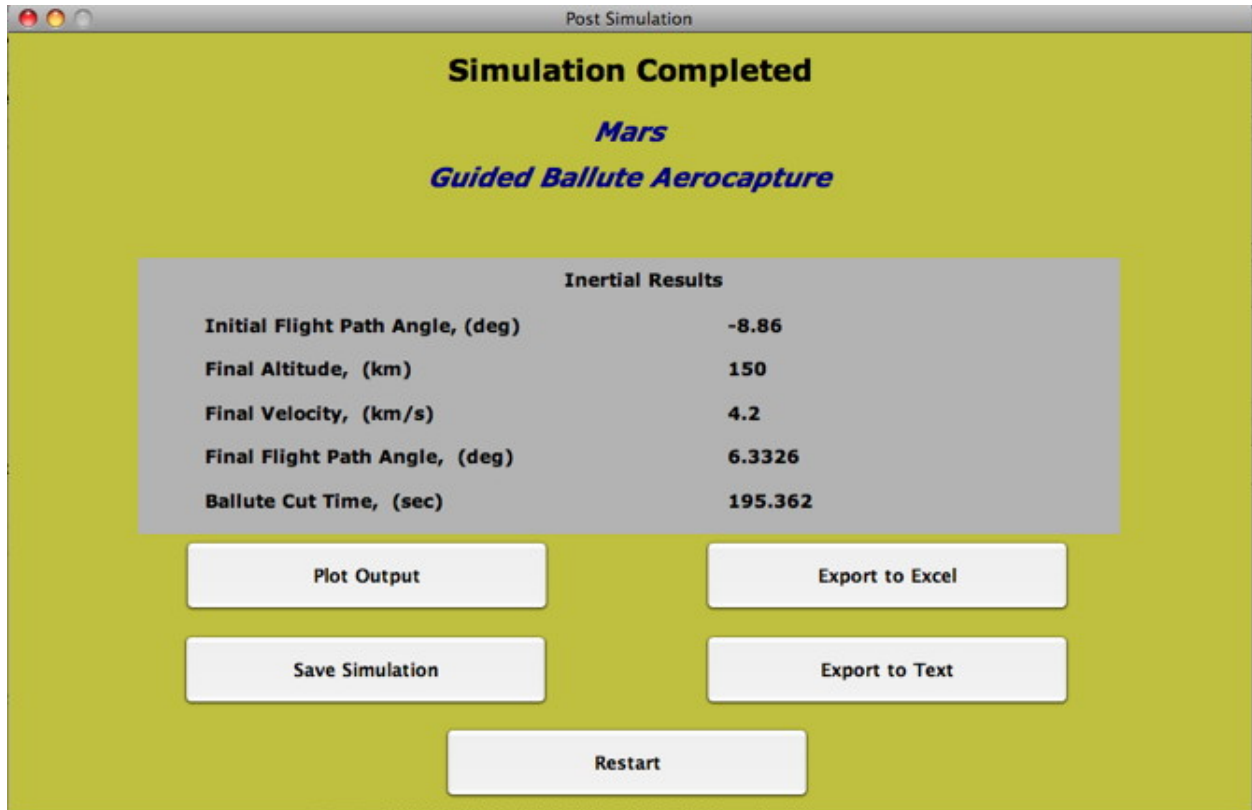 Post Simulation
Simulation Completed
Mars
Guided Ballute Aerocapture
Inertial Results
Initial Flight Path Angle, (deg) -8.86
Final Altitude, (km) 150
Final Velocity, (km/s) 4.2
Final Flight Path Angle, (deg) 6.3326
Ballute Cut Time, (sec) 195.362
Plot Output Export to Excel
Save Simulation Export to Text
Restart